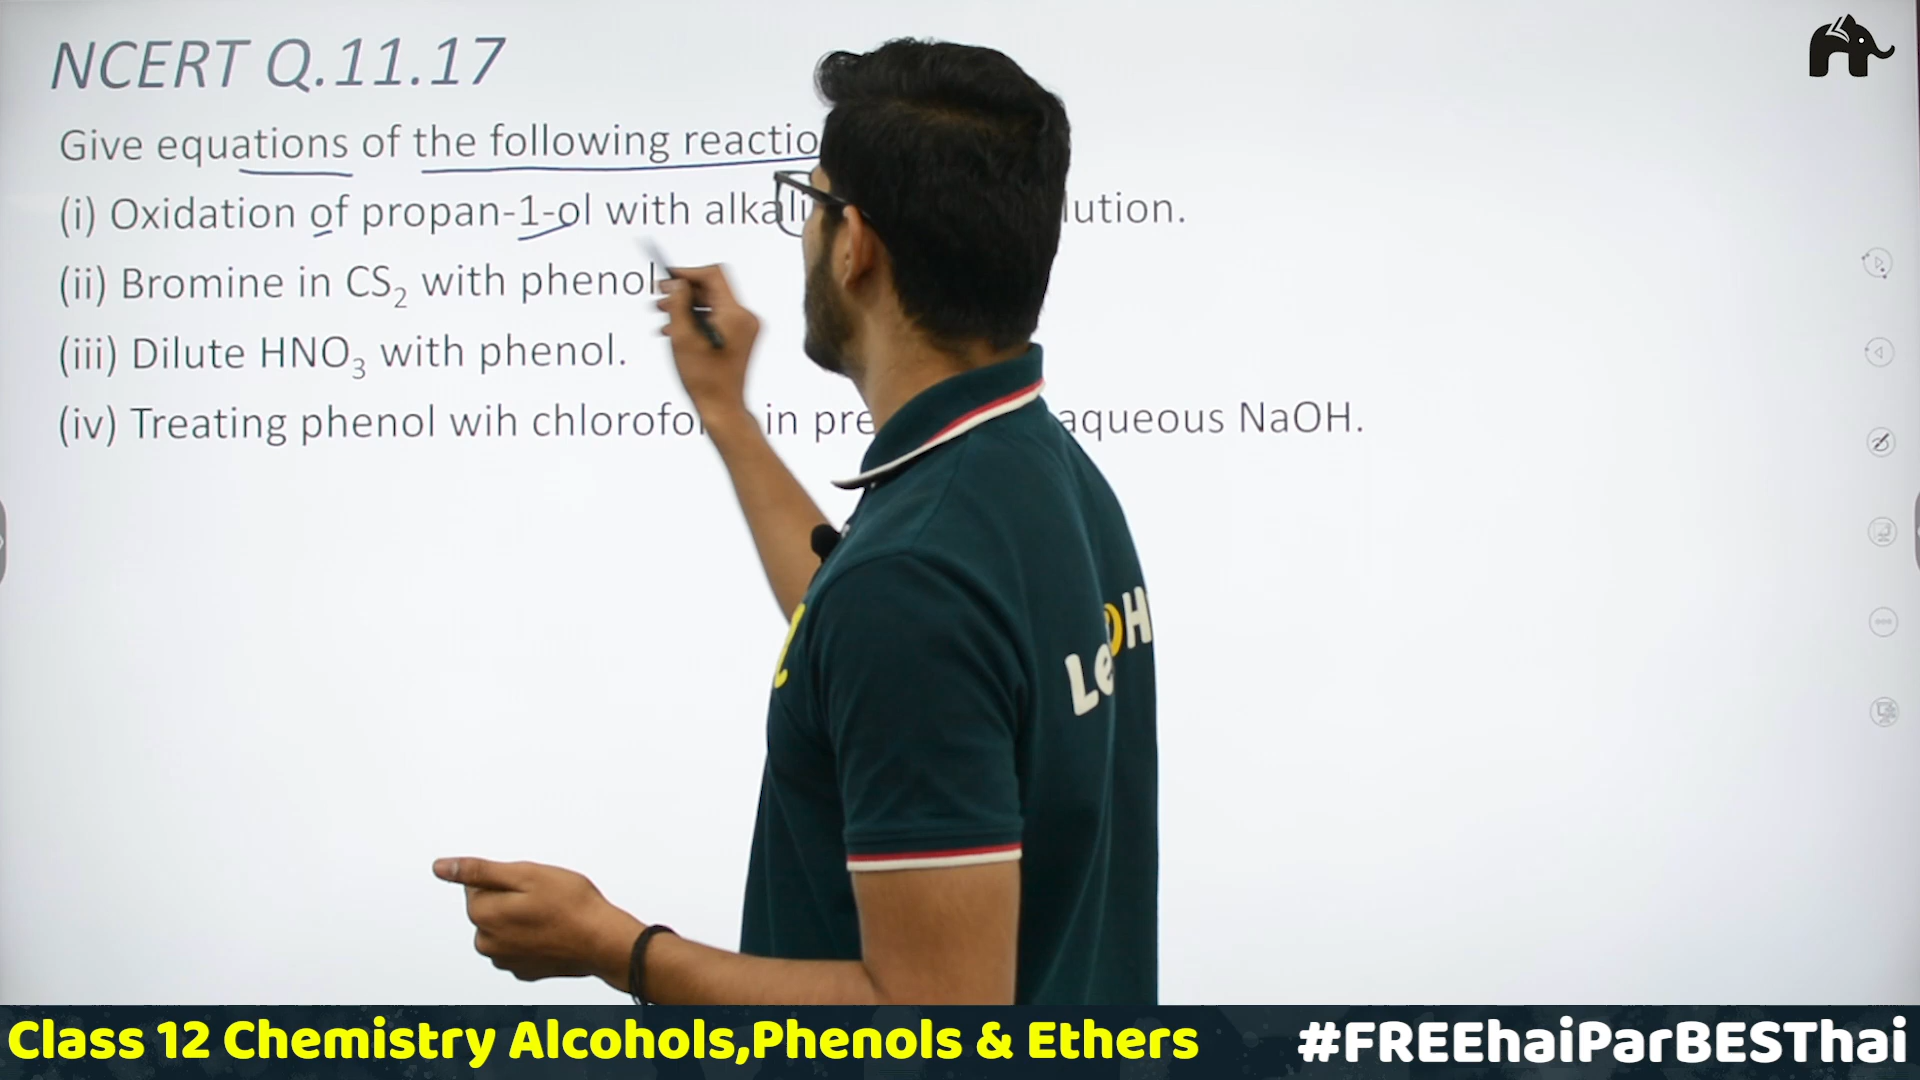 NCERT Q.11.17
Give equations of the following reactio
(i) Oxidation of propan-1-ol with alkali lution.
(ii) Bromine in CS2 with phenol
(iii) Dilute HNO3 with phenol.
(iv) Treating phenol wih chlorofo in pre aqueous NaOH.
Le H
Class 12 Chemistry Alcohols,Phenols & Ethers #FREEhaiParBESThai